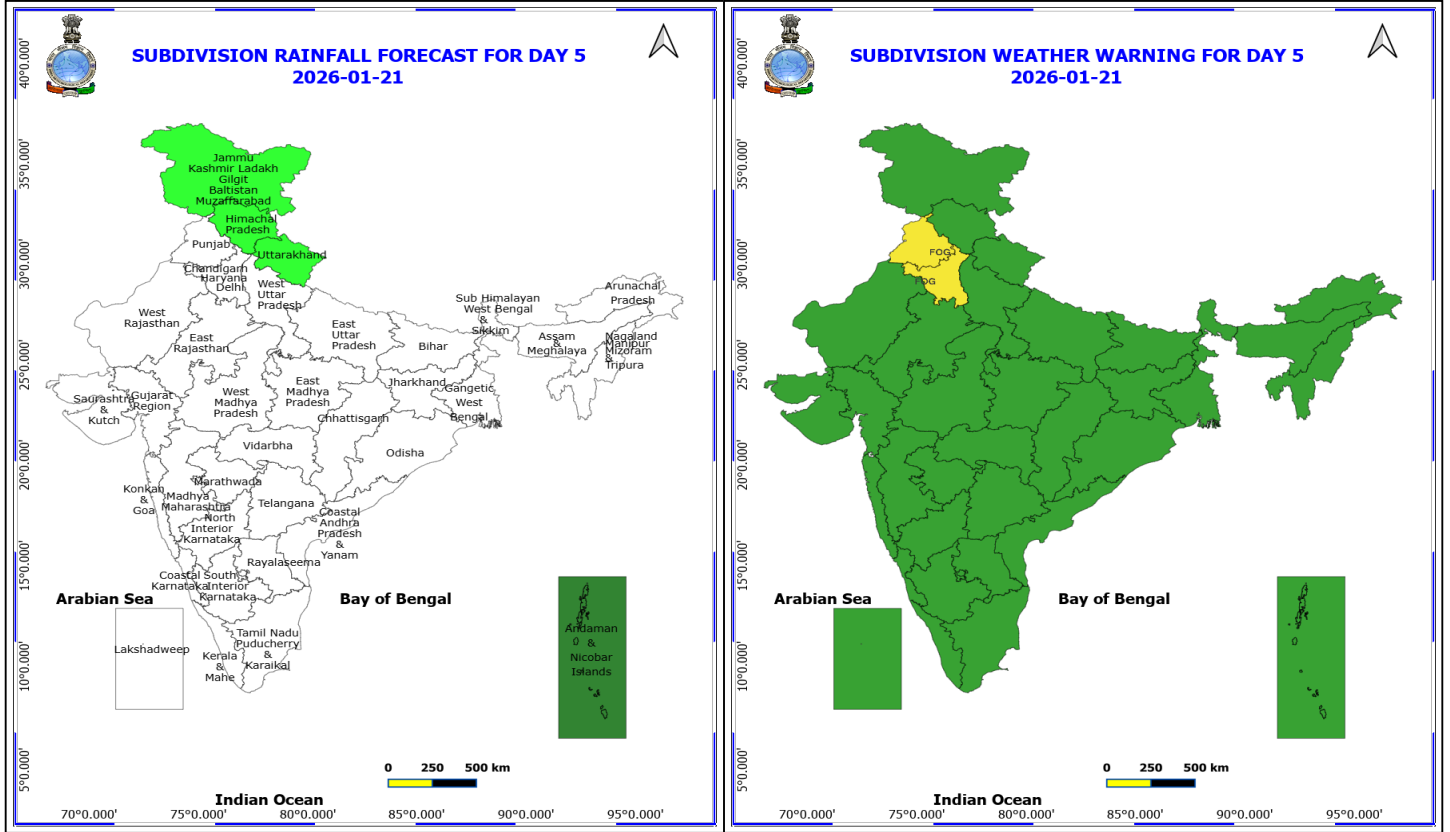 SUBDIVISION RAINFALL FORECAST FOR DAY 5
2026-01-21
40°0.000'
35°0.000'
30°0.000'
25°0.000'
20°0.000'
15°0.000'
10°0.000'
5°0.000'
Jammu
Kashmir Ladakh
Gilgit
Baltistan
Muzaffarabad
Himachal
Pradesh
Punjab
Uttarakhand
Chandigarh
Haryana
Delhi
West
Uttar
Pradesh
West
Rajasthan
East
Rajasthan
East
Uttar
Pradesh
Bihar
Sub Himalayan
West Bengal
&
Sikkim
Arunachal
Pradesh
Assam
&
Meghalaya
Nagaland
Manipur
Mizoram
&
Tripura
Saurashtra
&
Kutch
Gujarat
Region
West
Madhya
Pradesh
East
Madhya
Pradesh
Jharkhand
Gangetic
West
Bengal
Chhattisgarh
Vidarbha
Odisha
Konkan
&
Goa
Madhya
Maharashtra
Marathwada
Telangana
North
Interior
Karnataka
Coastal
Andhra
Pradesh
&
Yanam
Rayalaseema
Coastal
Karnataka
South
Interior
Karnataka
Arabian Sea
Bay of Bengal
Lakshadweep
Kerala
&
Mahe
Tamil Nadu
Puducherry
&
Karaikal
Andaman
&
Nicobar
Islands
0 250 500 km
Indian Ocean
70°0.000' 75°0.000' 80°0.000' 85°0.000' 90°0.000' 95°0.000'
SUBDIVISION WEATHER WARNING FOR DAY 5
2026-01-21
40°0.000'
35°0.000'
30°0.000'
25°0.000'
20°0.000'
15°0.000'
10°0.000'
5°0.000'
FOG
FOG
Arabian Sea
Bay of Bengal
0 250 500 km
Indian Ocean
70°0.000' 75°0.000' 80°0.000' 85°0.000' 90°0.000' 95°0.000'